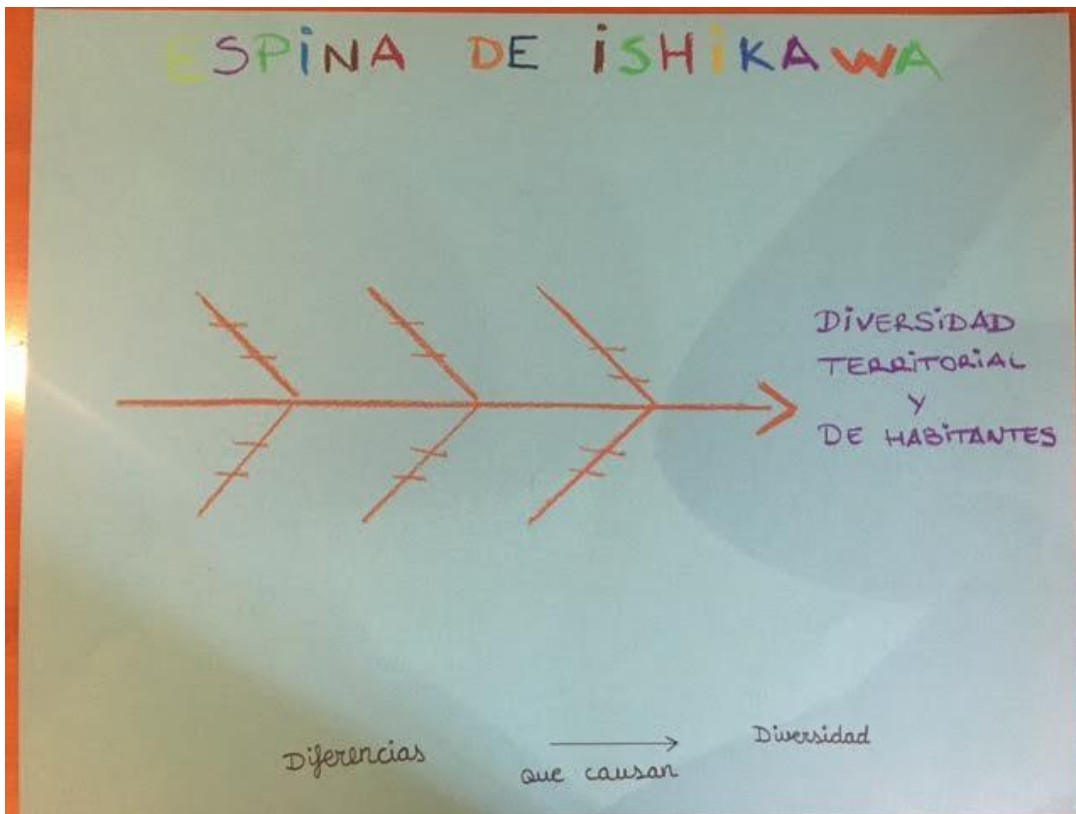 ESPiNA DE iSHiKAWA
DiVERSiDAD
TERRiTORIAL
Y
DE HABiTANTES
Diferencias que causan Diversidad